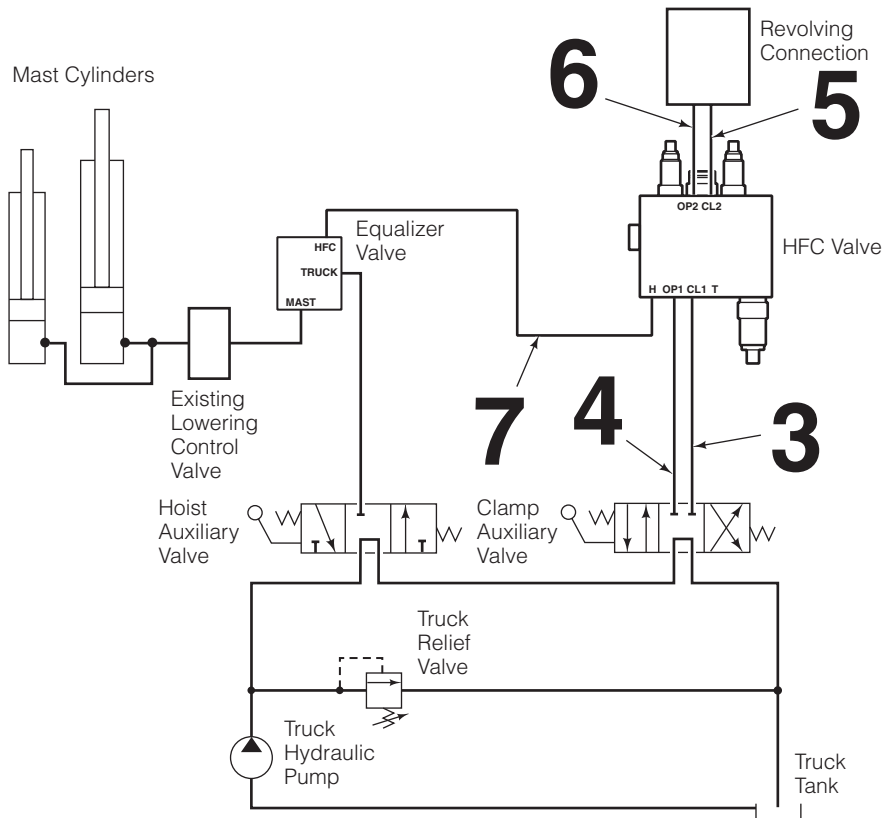 Revolving
Connection
6
5
Mast Cylinders
OP2 CL2
HFC Valve
Equalizer
Valve
HFC
TRUCK
MAST
H OP1 CL1 T
Existing
Lowering
Control
Valve
7
4
3
Hoist
Auxiliary
Valve
Clamp
Auxiliary
Valve
Truck
Relief
Valve
Truck
Hydraulic
Pump
Truck
Tank